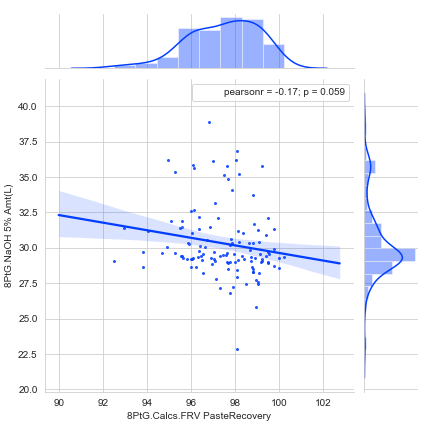 pearsonr = -0.17; p = 0.059
40.0
37.5
35.0
32.5
30.0
27.5
25.0
22.5
20.0
8PtG.NaOH 5% Amt(L)
90 92 94 96 98 100 102
8PtG.Calcs.FRV PasteRecovery